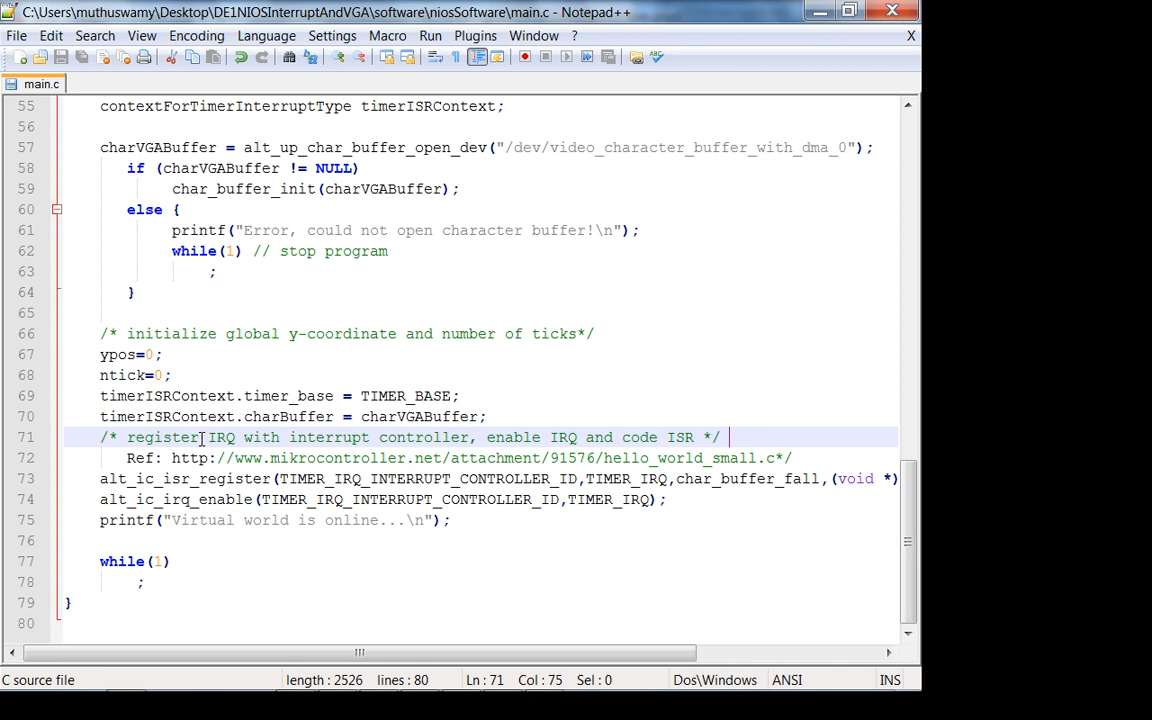 C:\Users\muthuswamy\Desktop\DE1NIOSInterruptAndVGA\software\niosSoftware\main.c - Notepad++
File Edit Search View Encoding Language Settings Macro Run Plugins Window ? X
main.c
55 contextForTimerInterruptType timerISRContext;
56
57 charVGABuffer = alt_up_char_buffer_open_dev("/dev/video_character_buffer_with_dma_0");
58 if (charVGABuffer != NULL)
59 char_buffer_init(charVGABuffer);
60 else {
61 printf("Error, could not open character buffer!\n");
62 while(1) // stop program
63 ;
64 }
65
66 /* initialize global y-coordinate and number of ticks*/
67 ypos=0;
68 ntick=0;
69 timerISRContext.timer_base = TIMER_BASE;
70 timerISRContext.charBuffer = charVGABuffer;
71 /* register IRQ with interrupt controller, enable IRQ and code ISR */
72 Ref: http://www.mikrocontroller.net/attachment/91576/hello_world_small.c*/
73 alt_ic_isr_register(TIMER_IRQ_INTERRUPT_CONTROLLER_ID,TIMER_IRQ,char_buffer_fall,(void *)
74 alt_ic_irq_enable(TIMER_IRQ_INTERRUPT_CONTROLLER_ID,TIMER_IRQ);
75 printf("Virtual world is online...\n");
76
77 while(1)
78 ;
79 }
80
C source file length : 2526 lines : 80 Ln : 71 Col : 75 Sel : 0 Dos\Windows ANSI INS